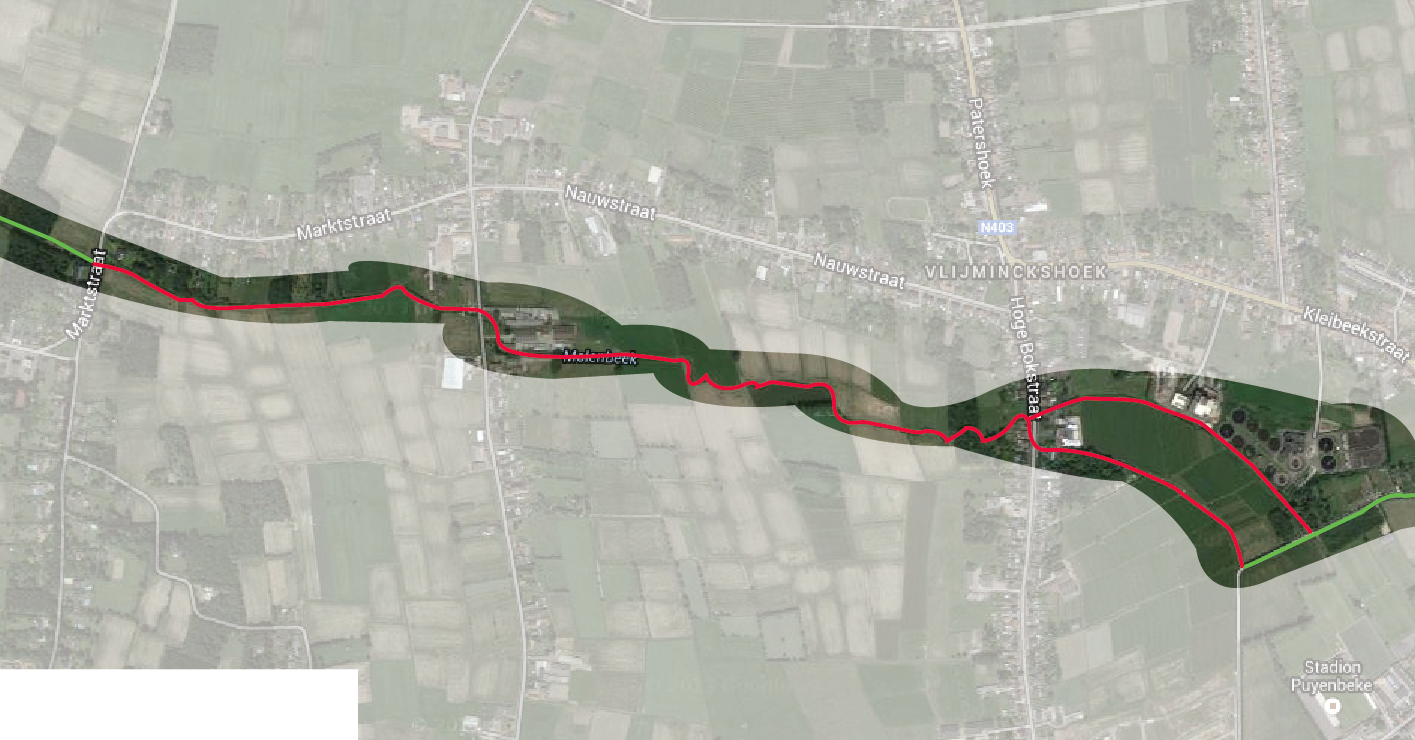 Patershoek
Marktstraat
Nauwstraat
N403
Nauwstraat
VLIJMINCKSHOEK
Marktstraat
Hoge Bokstraat
Kleibeekstraat
Molenbeek
Stadion
Puyenbeke